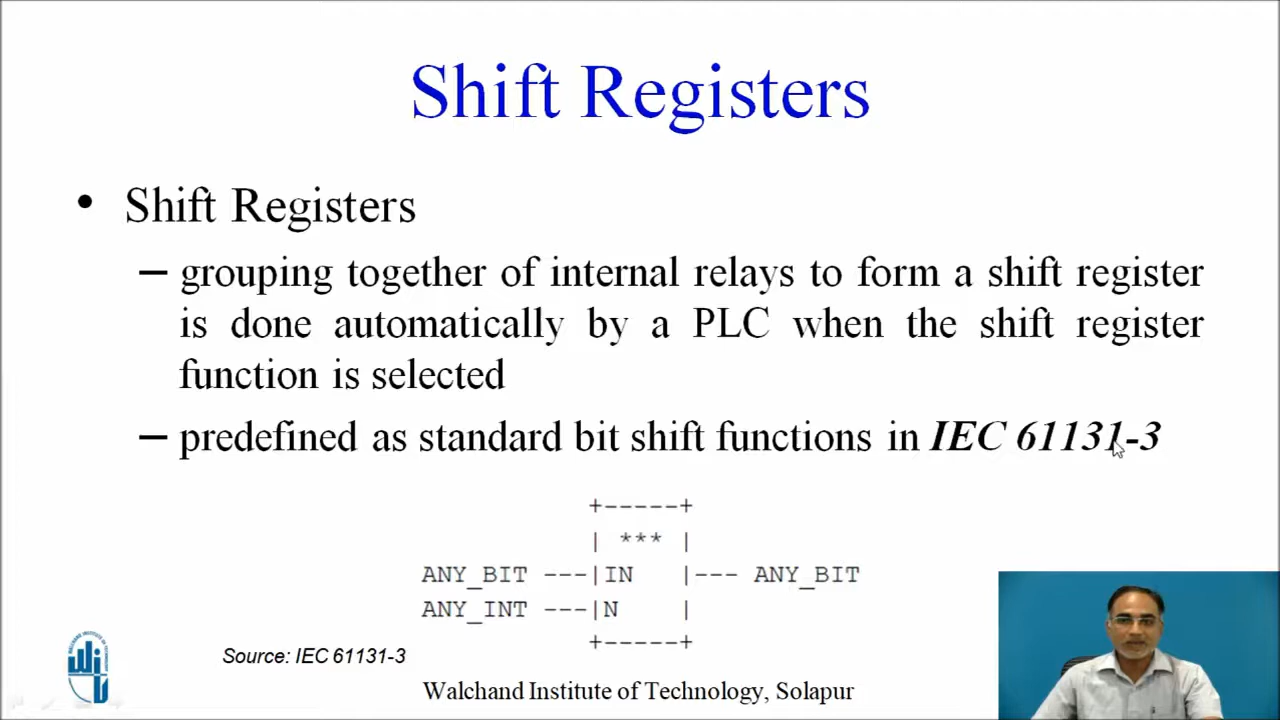 Shift Registers
• Shift Registers
– grouping together of internal relays to form a shift register
is done automatically by a PLC when the shift register
function is selected
– predefined as standard bit shift functions in IEC 61131-3
+-----+
| *** |
ANY_BIT ---|IN |--- ANY_BIT
ANY_INT ---|N |
+-----+
Source: IEC 61131-3
Walchand Institute of Technology, Solapur